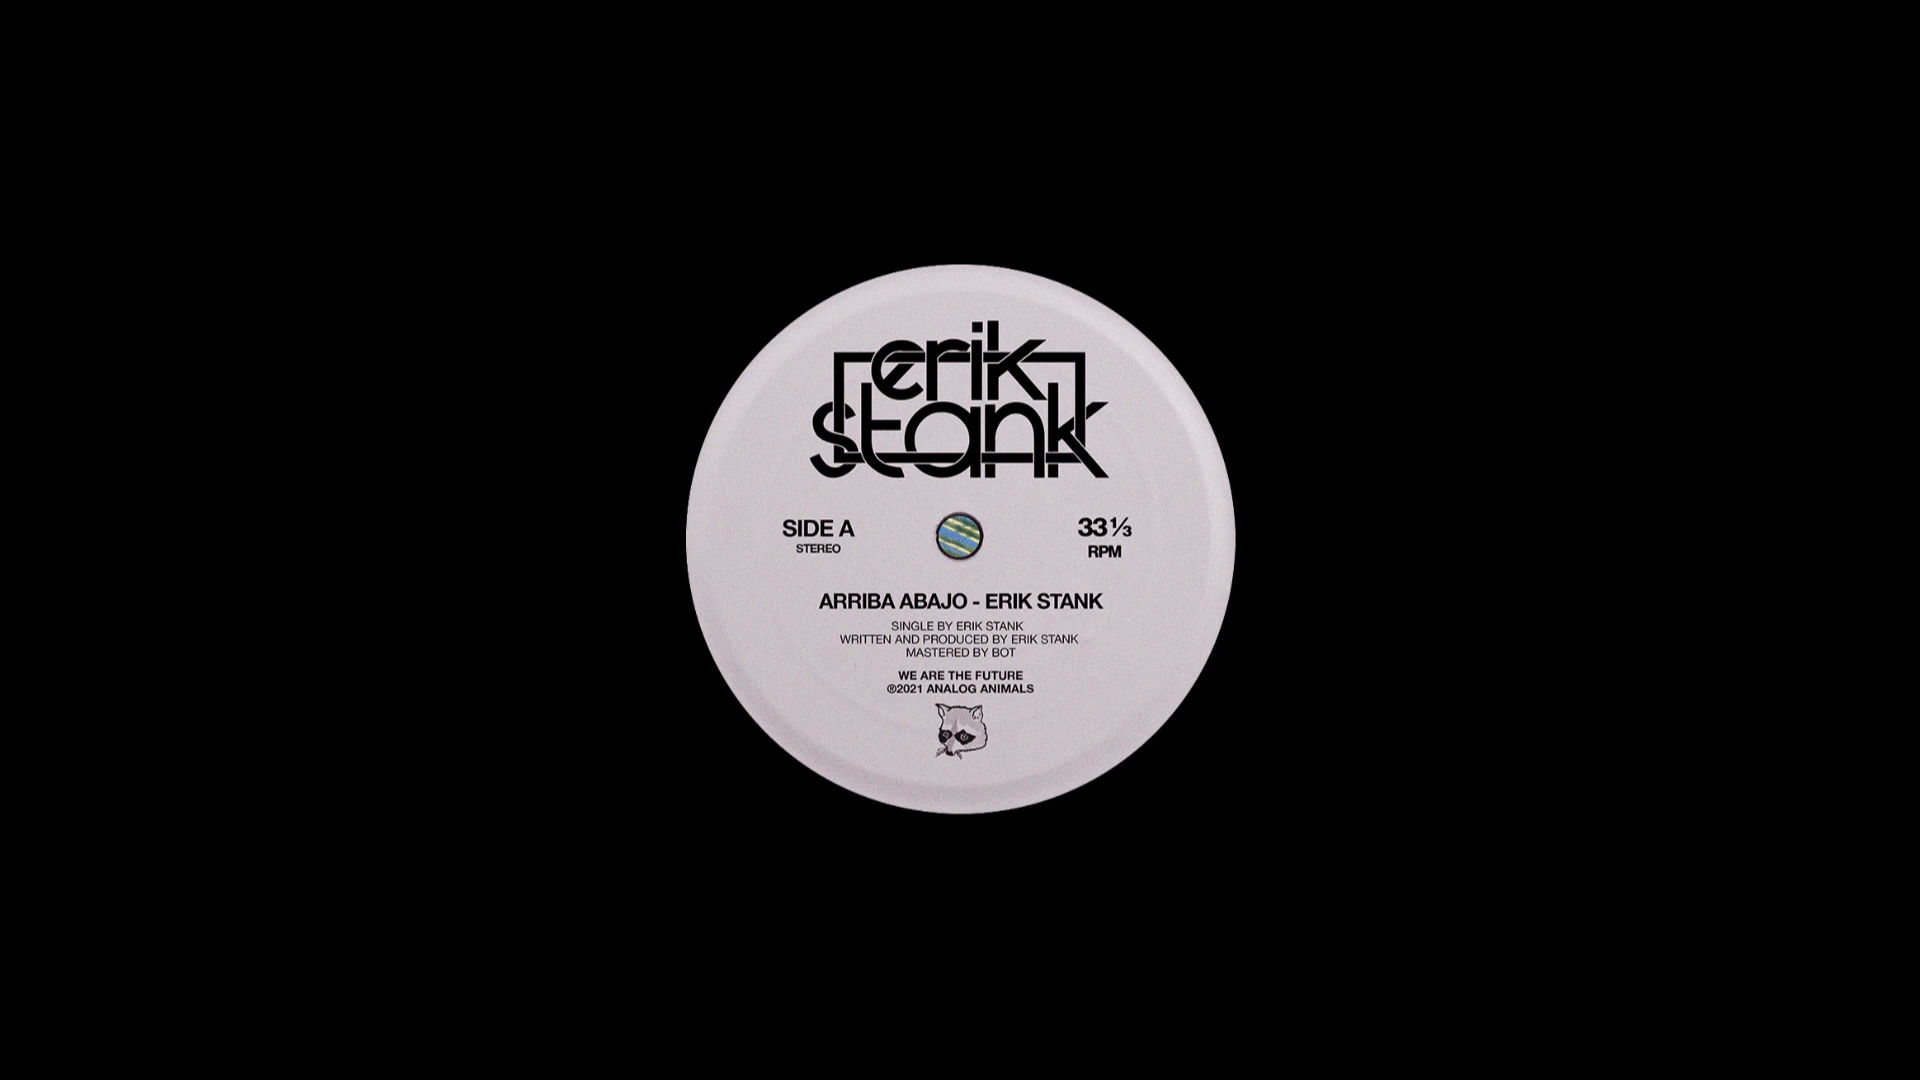 erik
stank
SIDE A
STEREO
33⅓
RPM
ARRIBA ABAJO - ERIK STANK
SINGLE BY ERIK STANK
WRITTEN AND PRODUCED BY ERIK STANK
MASTERED BY BOT
WE ARE THE FUTURE
℗2021 ANALOG ANIMALS